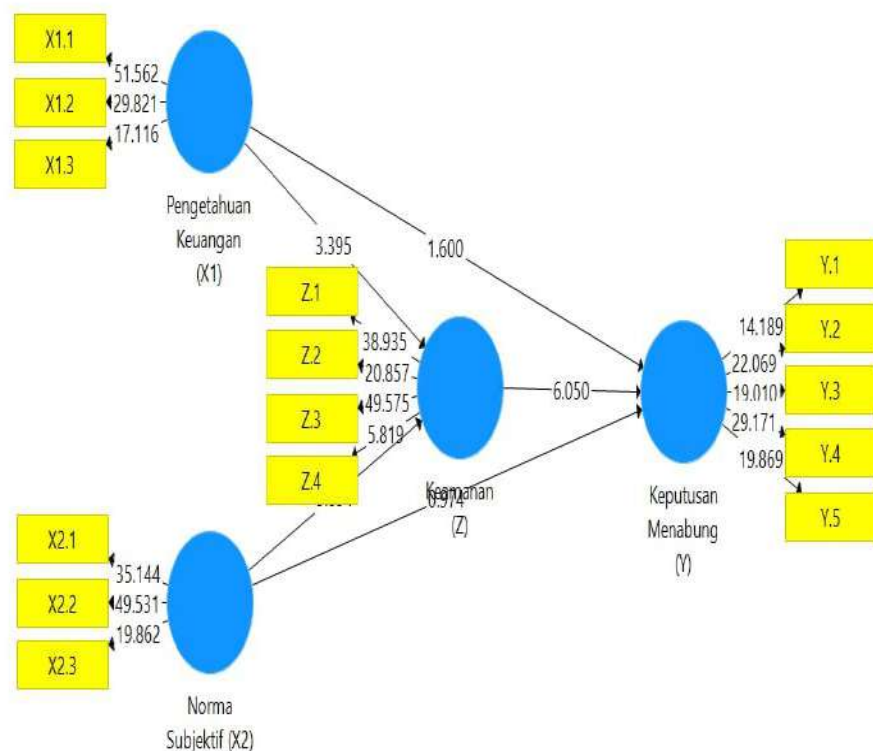 X1.1
X1.2
X1.3
51.562
29.821
17.116
Pengetahuan
Keuangan
(X1)
3.395
1.600
Z.1
Z.2
Z.3
Z.4
38.935
20.857
49.575
5.819
Keamanan
(Z)
6.050
0.974
Y.1
Y.2
Y.3
Y.4
Y.5
14.189
22.069
19.010
29.171
19.869
Keputusan
Menabung
(Y)
X2.1
X2.2
X2.3
35.144
49.531
19.862
Norma
Subjektif (X2)